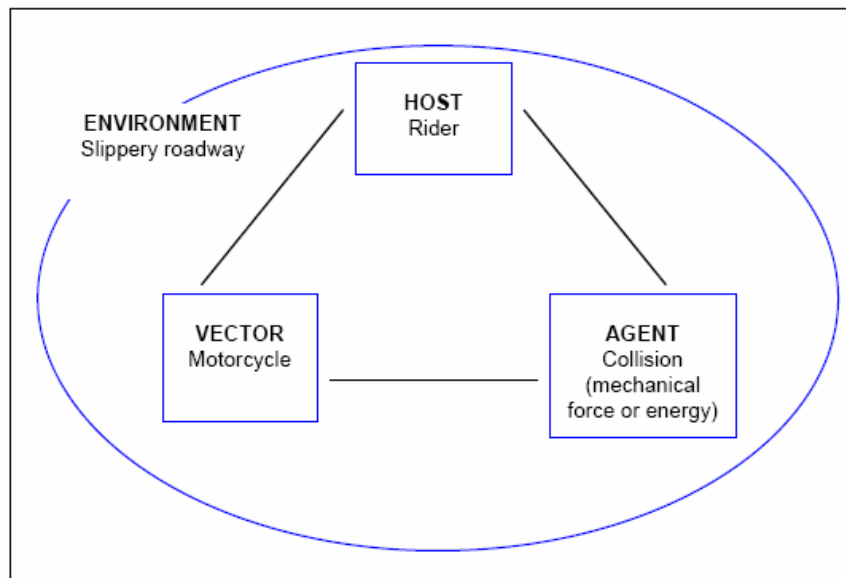 HOST
Rider
ENVIRONMENT
Slippery roadway
VECTOR
Motorcycle
AGENT
Collision
(mechanical
force or energy)